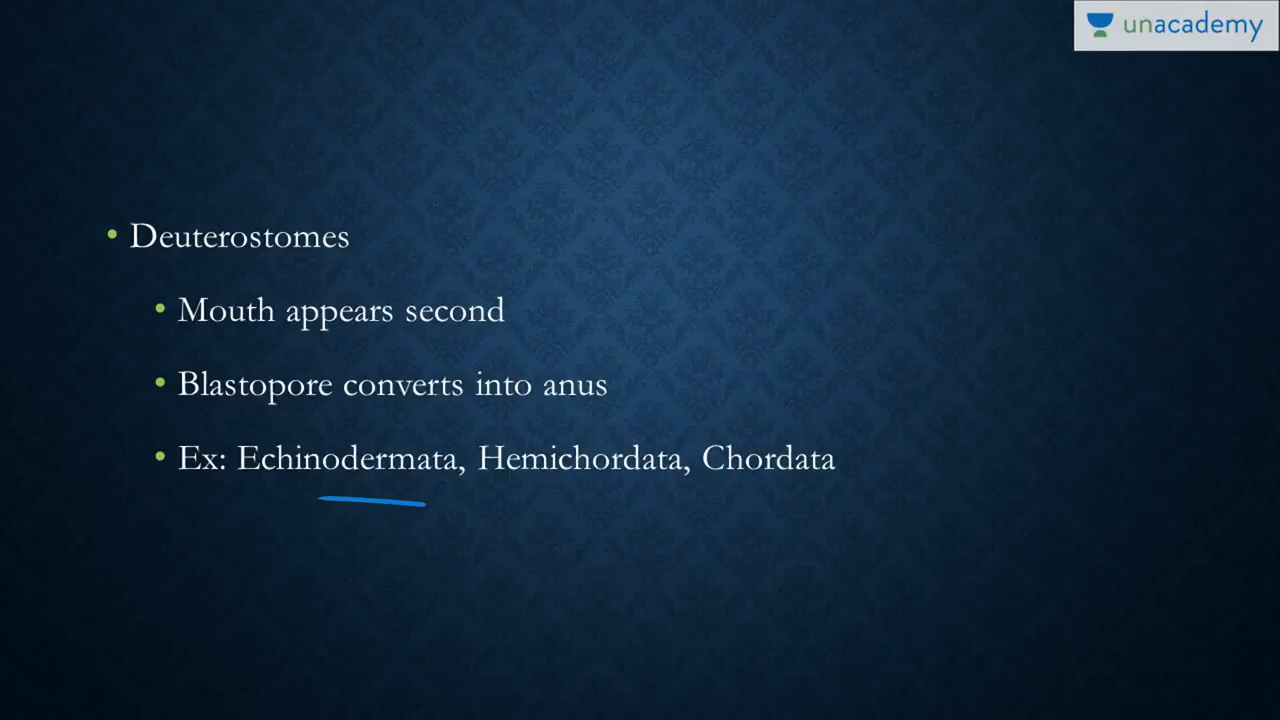 unacademy
• Deuterostomes
• Mouth appears second
• Blastopore converts into anus
• Ex: Echinodermata, Hemichordata, Chordata